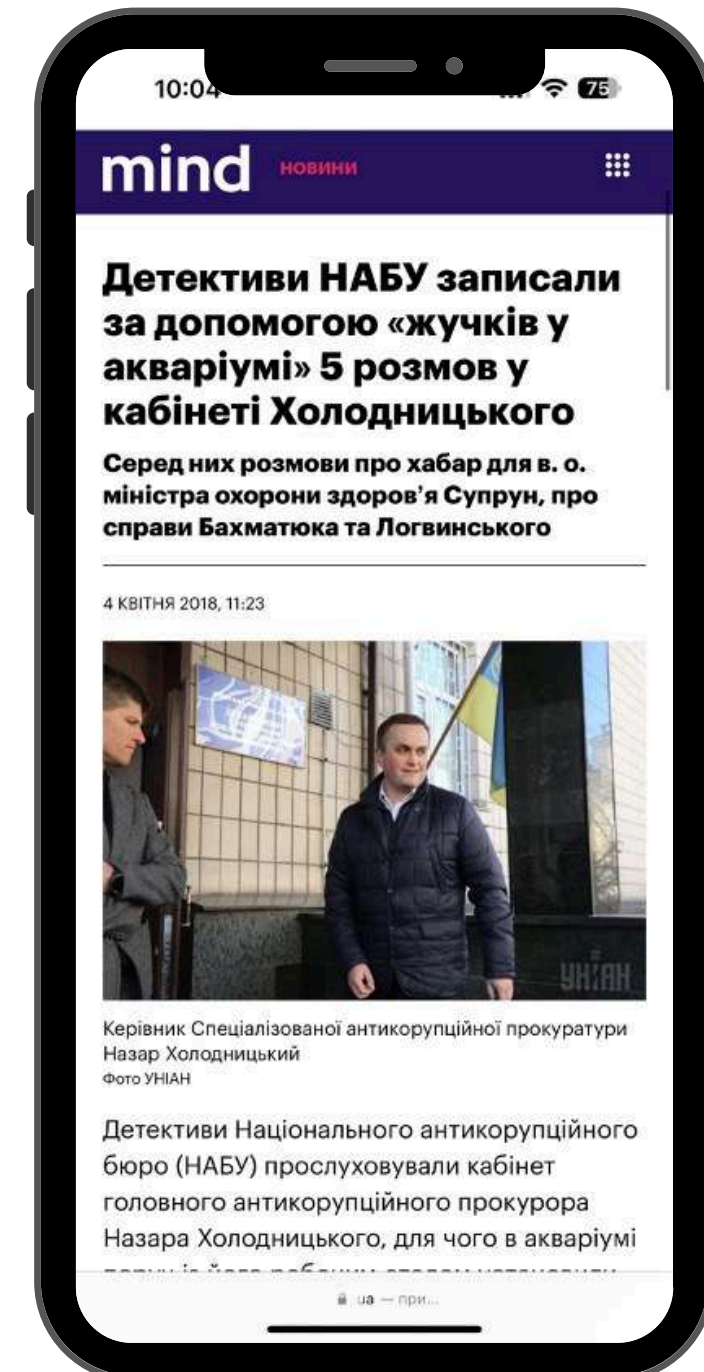 10:04
75
mind новини
Детективи НАБУ записали
за допомогою «жучків у
акваріумі» 5 розмов у
кабінеті Холодницького
Серед них розмови про хабар для в. о.
міністра охорони здоров’я Супрун, про
справи Бахматюка та Логвинського
4 КВІТНЯ 2018, 11:23
УНІАН
Керівник Спеціалізованої антикорупційної прокуратури
Назар Холодницький
Фото УНІАН
Детективи Національного антикорупційного
бюро (НАБУ) прослуховували кабінет
головного антикорупційного прокурора
Назара Холодницького, для чого в акваріумі
ua — при...